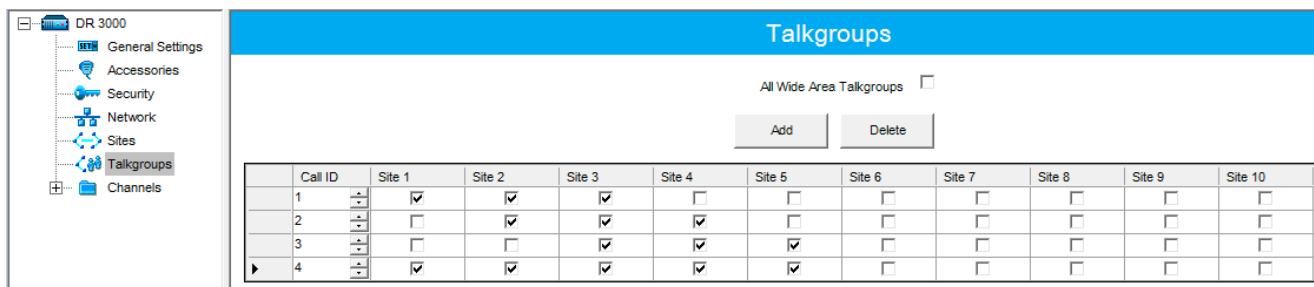 DR 3000
General Settings
Accessories
Security
Network
Sites
Talkgroups
Channels
Talkgroups
All Wide Area Talkgroups
Add Delete
Call ID Site 1 Site 2 Site 3 Site 4 Site 5 Site 6 Site 7 Site 8 Site 9 Site 10
1
2
3
4